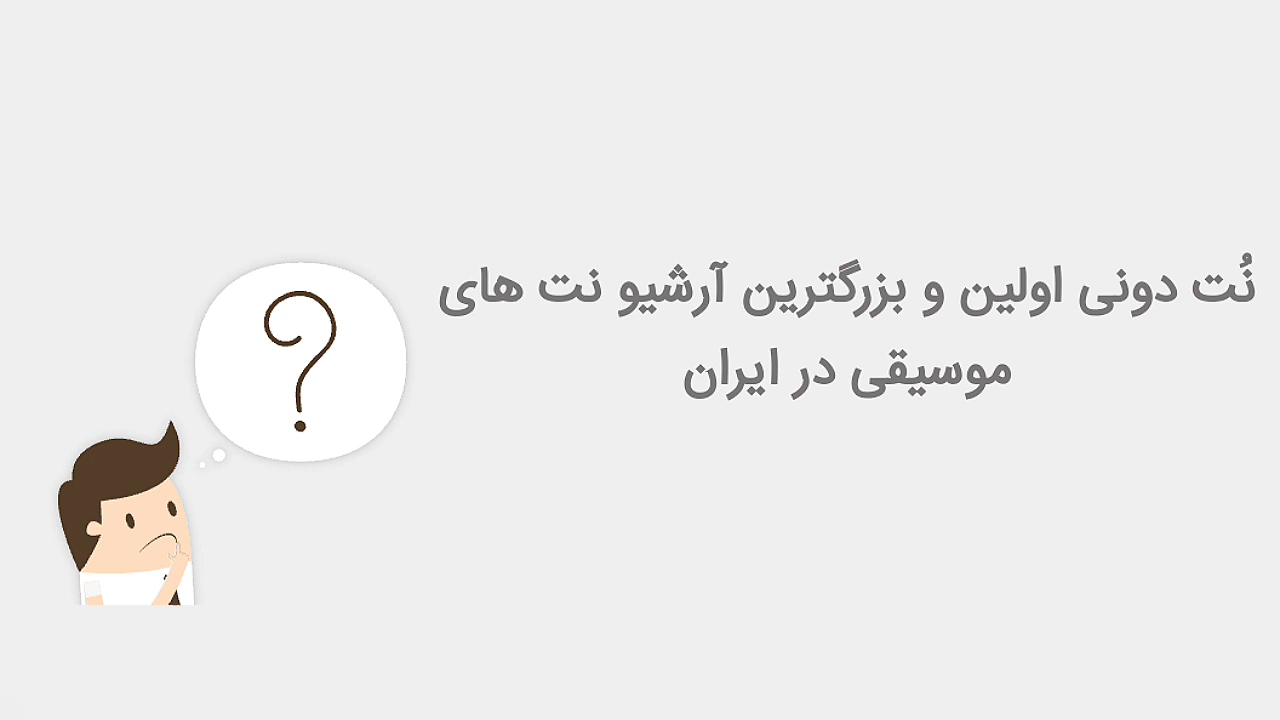 نُت دونی اولین و بزرگترین آرشیو نت های
موسیقی در ایران